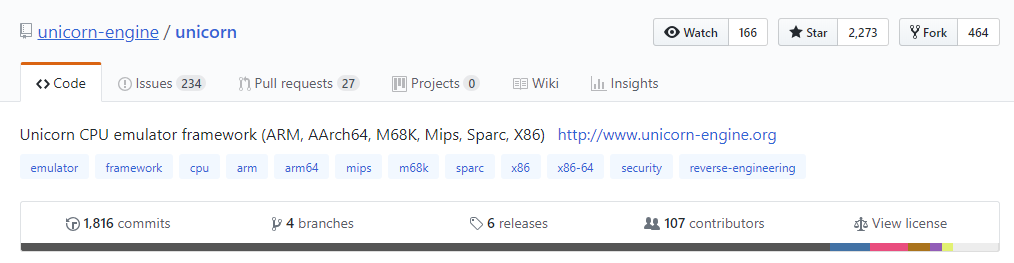 unicorn-engine / unicorn Watch 166 Star 2,273 Fork 464
Code Issues 234 Pull requests 27 Projects 0 Wiki Insights
Unicorn CPU emulator framework (ARM, AArch64, M68K, Mips, Sparc, X86) http://www.unicorn-engine.org
emulator framework cpu arm arm64 mips m68k sparc x86 x86-64 security reverse-engineering
1,816 commits 4 branches 6 releases 107 contributors View license